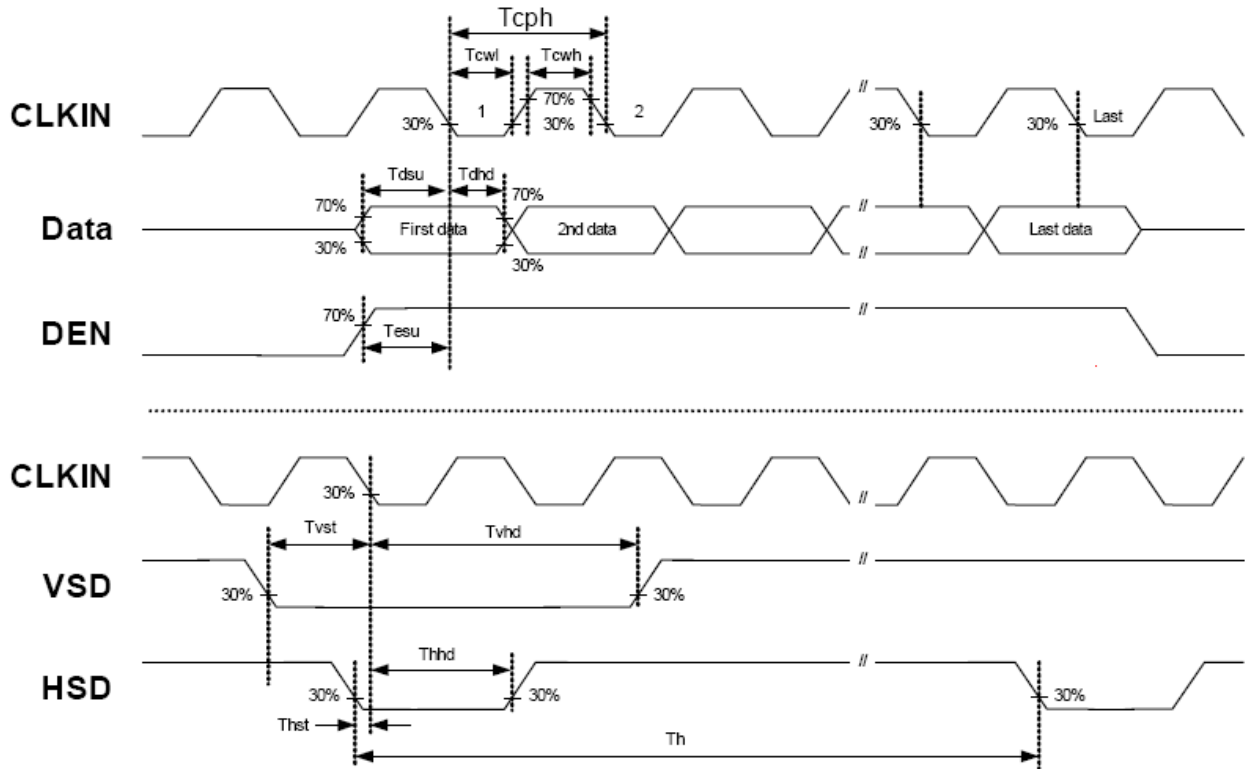 Tcph
Tcwl Tcwh
CLKIN 30% 1 70% 30% 2 // 30% 30% Last
Tdsu Tdhd
70% 70%
Data First data 2nd data // Last data
30% 30%
DEN 70% Tesu //
CLKIN 30% //
Tvst Tvhd
VSD 30% 30% //
Thhd
HSD 30% 30% // 30%
Thst
Th